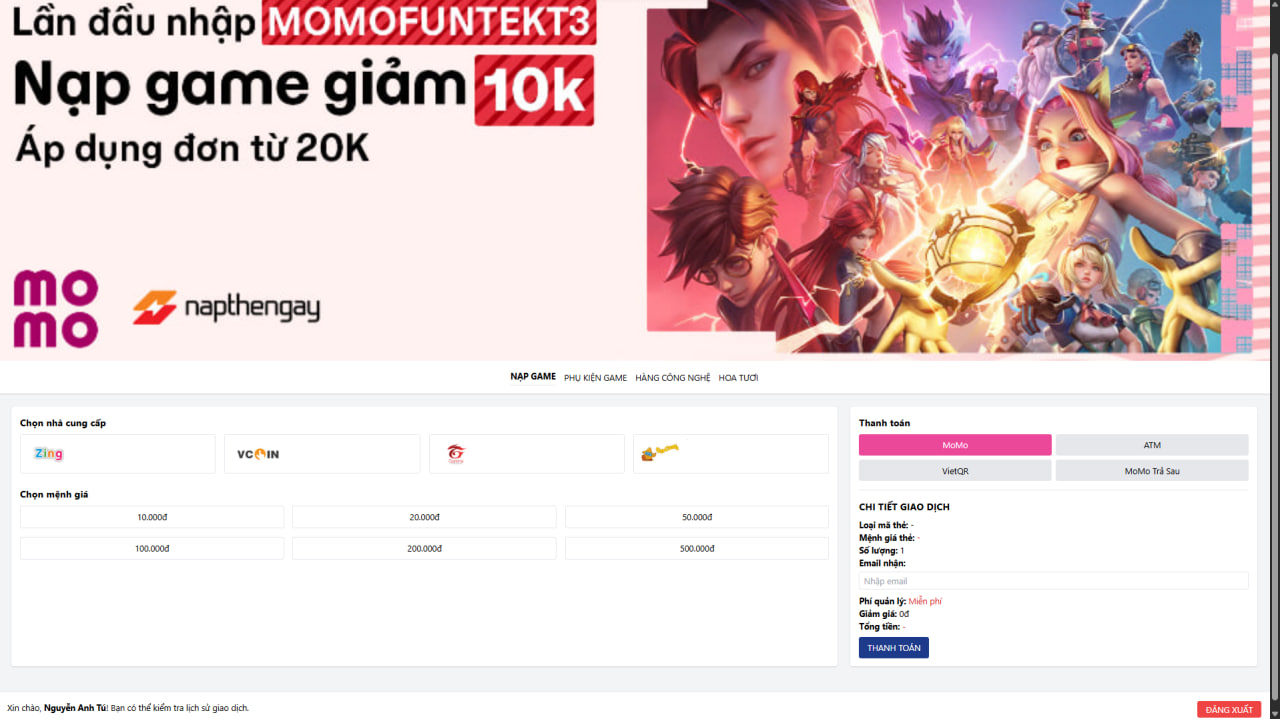 Lần đầu nhập MOMOFUNTEKT3
Nạp game giảm 10k
Áp dụng đơn từ 20K
mo
mo
napthengay
NẠP GAME PHỤ KIỆN GAME HÀNG CÔNG NGHỆ HOA TƯƠI
Chọn nhà cung cấp
Zing
VCOIN
Garena
Chọn mệnh giá
10.000đ
20.000đ
50.000đ
100.000đ
200.000đ
500.000đ
Thanh toán
MoMo
ATM
VietQR
MoMo Trả Sau
CHI TIẾT GIAO DỊCH
Loại mã thẻ: -
Mệnh giá thẻ: -
Số lượng: 1
Email nhận:
Nhập email
Phí quản lý: Miễn phí
Giảm giá: 0đ
Tổng tiền: -
THANH TOÁN
Xin chào, Nguyễn Anh Tú! Bạn có thể kiểm tra lịch sử giao dịch.
ĐĂNG XUẤT